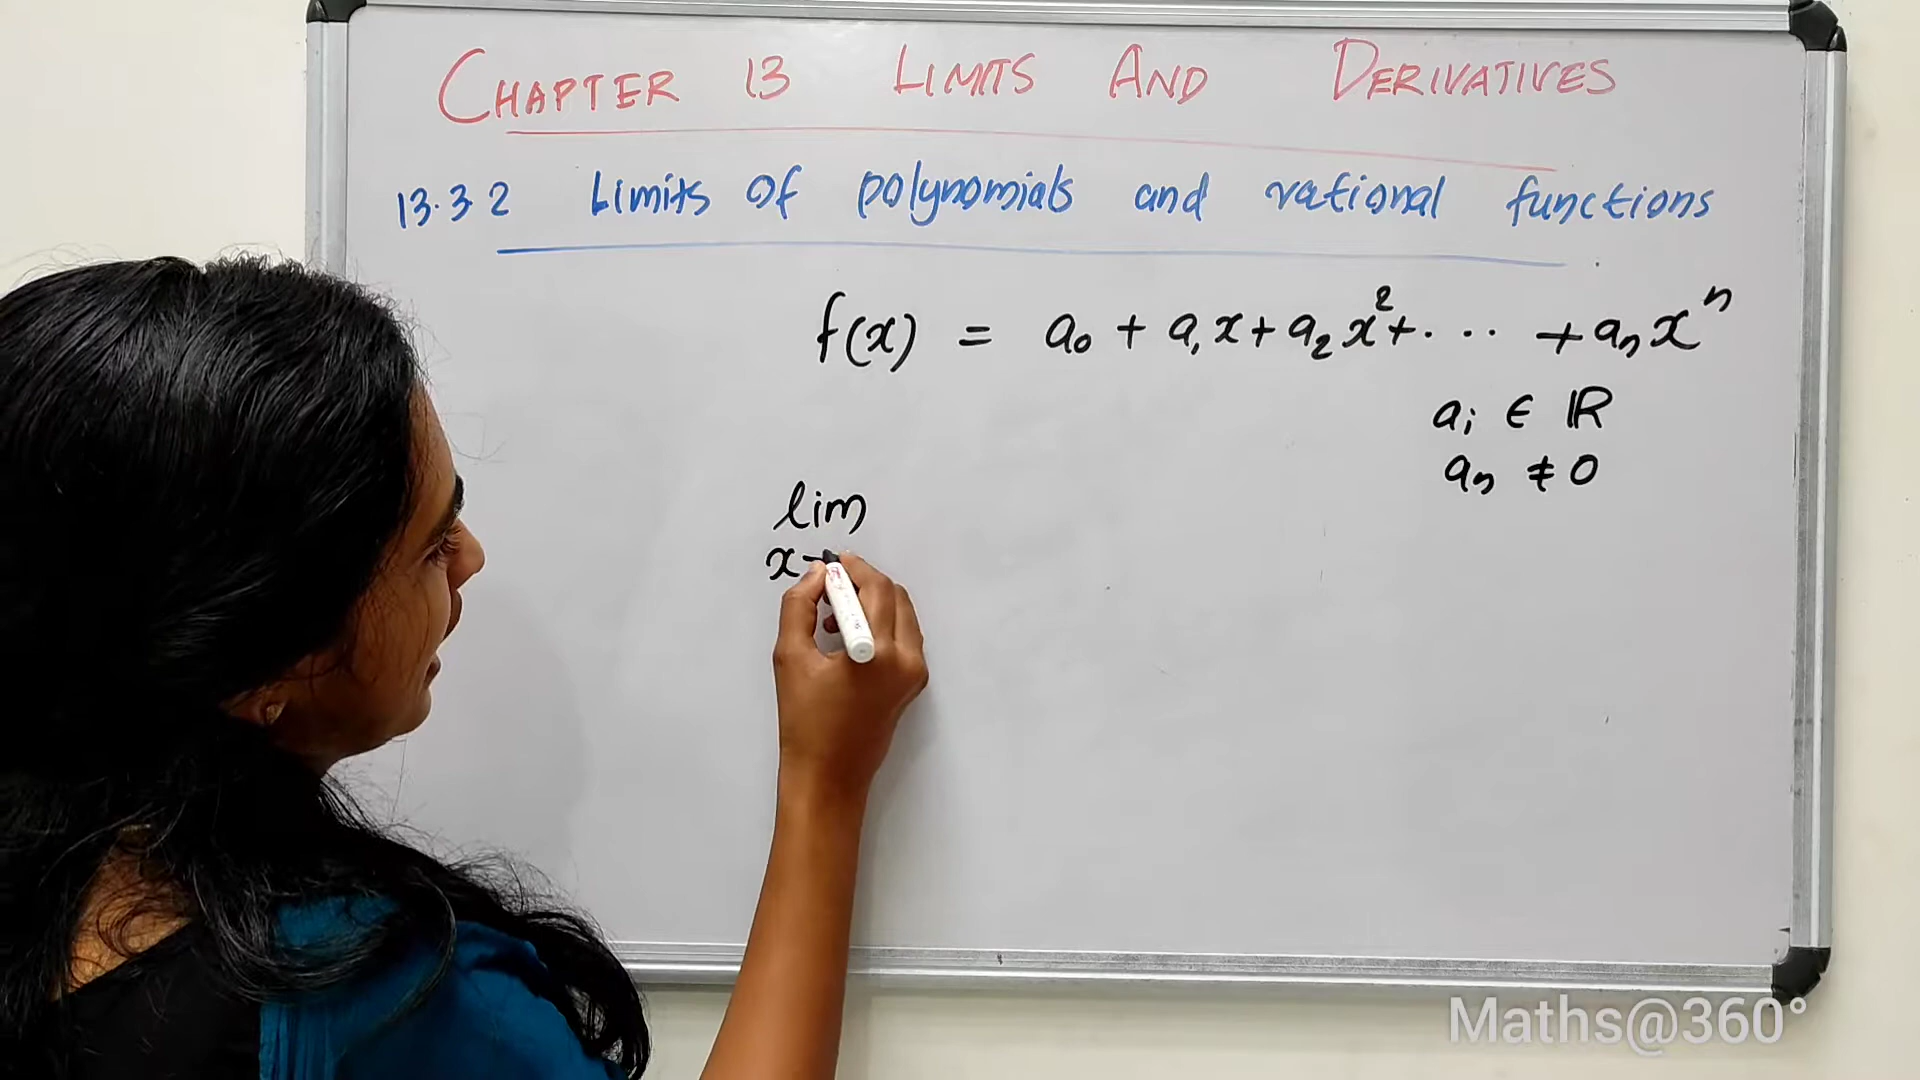 CHAPTER 13 LIMITS AND DERIVATIVES
13.3.2 Limits Of polynomials and rational functions
f(x) = a₀ + a₁x + a₂x² + · · · + aₙxⁿ
aᵢ ∈ ℝ
aₙ ≠ 0
lim
x→
Maths@360°